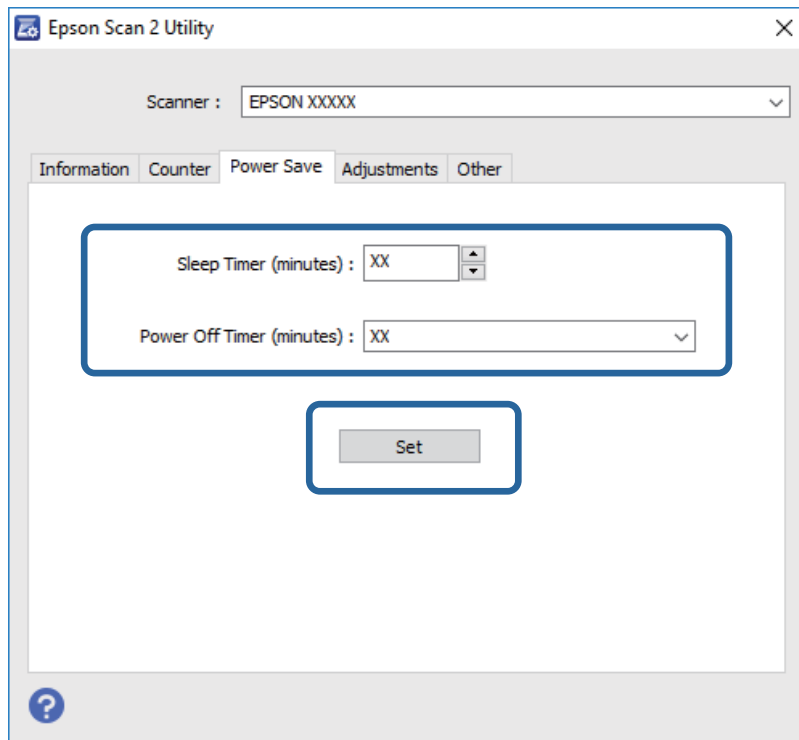 Epson Scan 2 Utility
Scanner : EPSON XXXXX
Information Counter Power Save Adjustments Other
Sleep Timer (minutes) : XX
Power Off Timer (minutes) : XX
Set
?